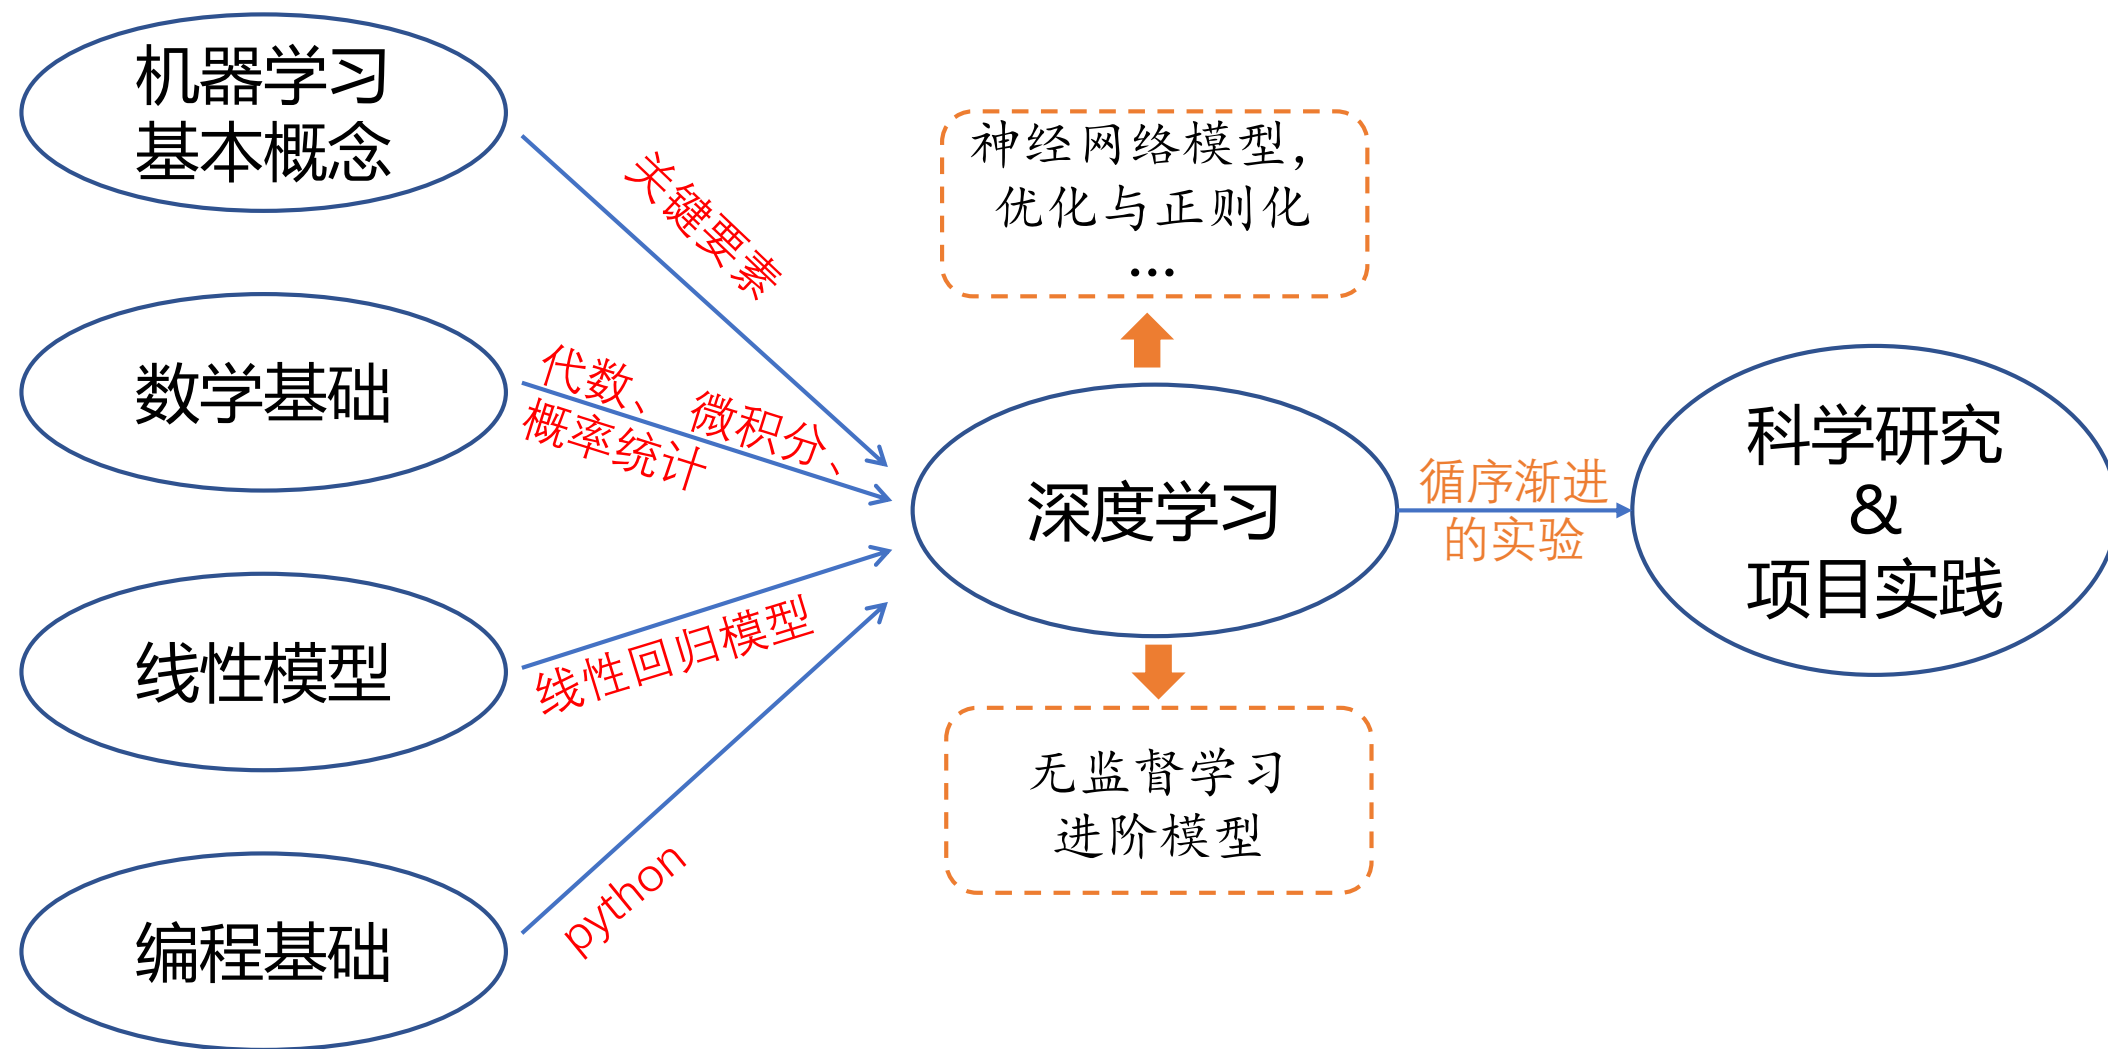 机器学习
基本概念
关键要素
数学基础
代数、 微积分、
概率统计
线性模型
线性回归模型
编程基础
python
神经网络模型，
优化与正则化
...
深度学习
无监督学习
进阶模型
循序渐进
的实验
科学研究
&
项目实践